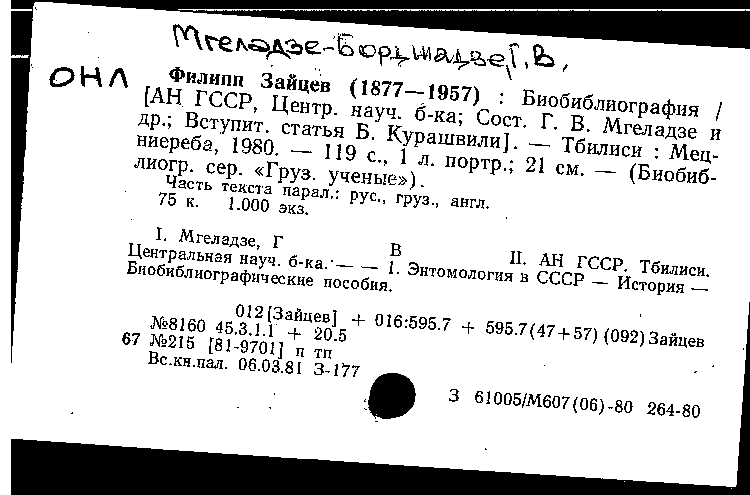 Мгеладзе-Борджадзе, Г. В.
ОНЛ
Филипп Зайцев (1877—1957) : Биобиблиография /
[АН ГССР, Центр. науч. б-ка; Сост. Г. В. Мгеладзе и
др.; Вступит. статья Б. Курашвили]. — Тбилиси : Мец-
ниереба, 1980. — 119 с., 1 л. портр.; 21 см. — (Биобиб-
лиогр. сер. «Груз. ученые»).
Часть текста парал.: рус., груз., англ.
75 к. 1.000 экз.
I. Мгеладзе, Г В II. АН ГССР. Тбилиси.
Центральная науч. б-ка. — — 1. Энтомология в СССР — История —
Биобиблиографические пособия.
012[Зайцев] + 016:595.7 + 595.7(47+57)(092)Зайцев
№8160 45.3.1.1 + 20.5
67 №215 [81-9701] п тп
Вс.кн.пал. 06.03.81 З-177
З 61005/М607(06)-80 264-80